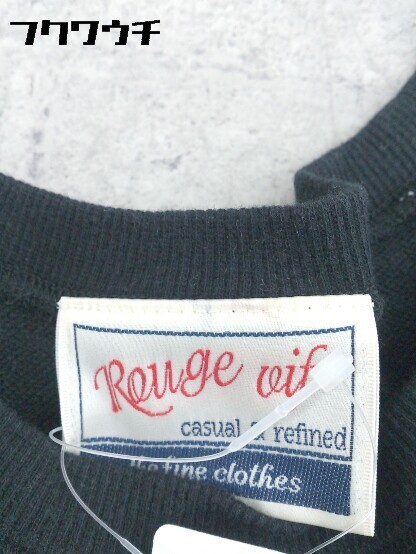 フクワウチ
Rouge vif
casual & refined
the fine clothes